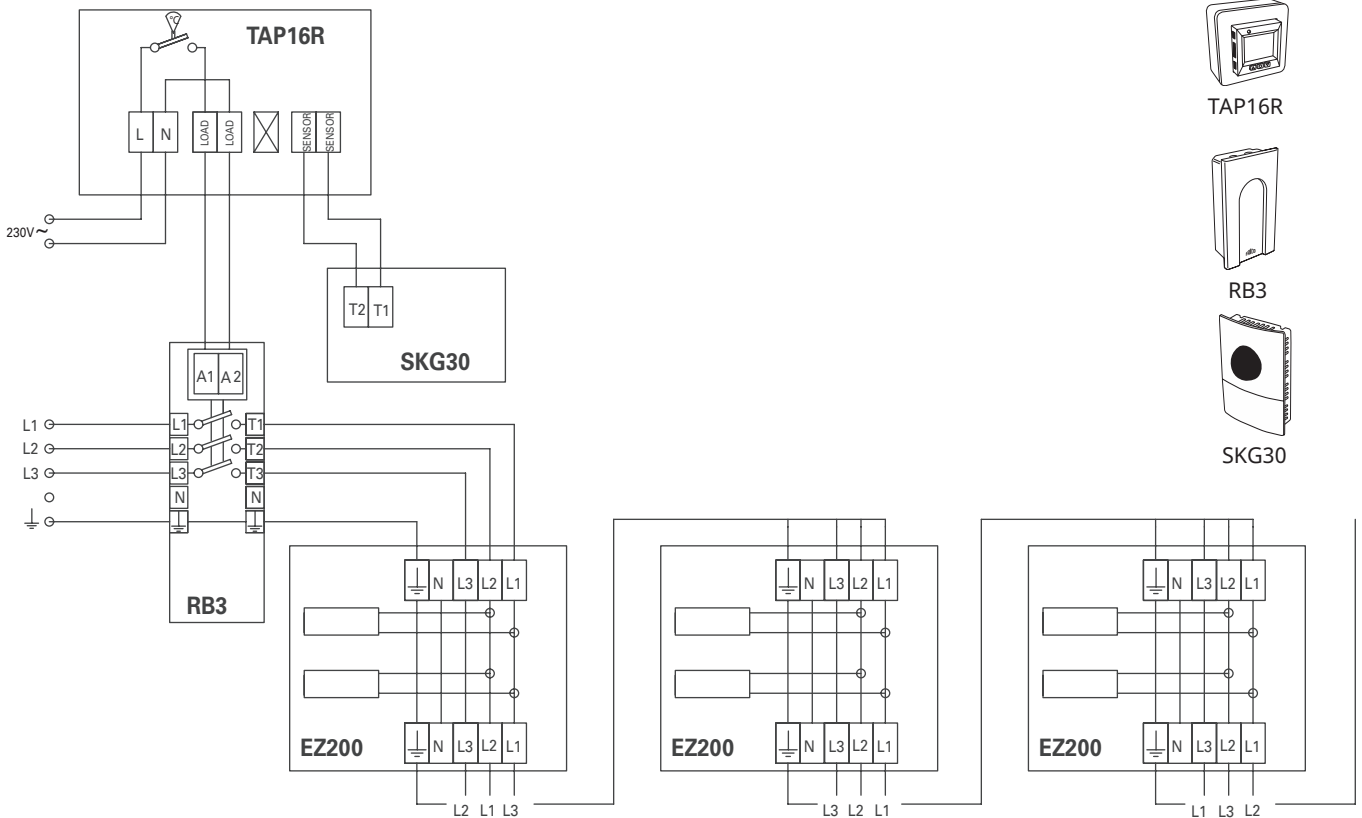 TAP16R
°C
L N LOAD LOAD SENSOR SENSOR
230V~
T2 T1
SKG30
A1 A2
L1 L1 T1
L2 L2 T2
L3 L3 T3
N N
RB3
N L3 L2 L1
N L3 L2 L1
N L3 L2 L1
EZ200 N L3 L2 L1
EZ200 N L3 L2 L1
EZ200 N L3 L2 L1
L2 L1 L3
L3 L2 L1
L1 L3 L2
TAP16R
RB3
SKG30